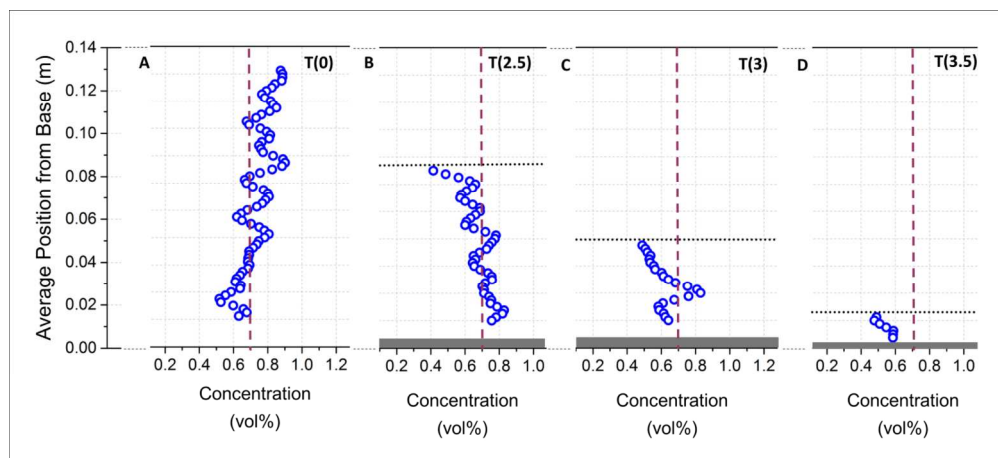 0.14
0.12
0.10
0.08
0.06
0.04
0.02
0.00
Average Position from Base (m)
A T(0)
0.2 0.4 0.6 0.8 1.0 1.2
Concentration
(vol%)
B T(2.5)
0.2 0.4 0.6 0.8 1.0
Concentration
(vol%)
C T(3)
0.2 0.4 0.6 0.8 1.0 1.2
Concentration
(vol%)
D T(3.5)
0.2 0.4 0.6 0.8 1.0
Concentration
(vol%)